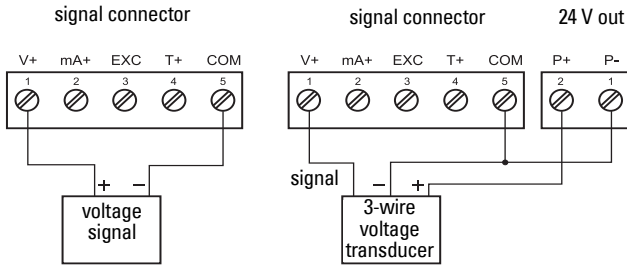 signal connector
V+ mA+ EXC T+ COM
1 2 3 4 5
+ −
voltage
signal
signal connector 24 V out
V+ mA+ EXC T+ COM P+ P-
1 2 3 4 5 2 1
signal − +
3-wire
voltage
transducer